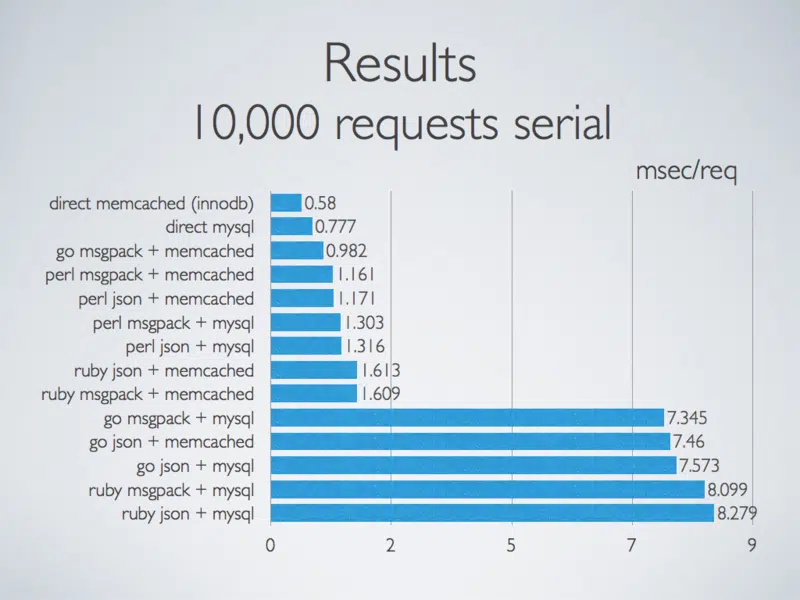 Results
10,000 requests serial
msec/req
direct memcached (innodb) 0.58
direct mysql 0.777
go msgpack + memcached 0.982
perl msgpack + memcached 1.161
perl json + memcached 1.171
perl msgpack + mysql 1.303
perl json + mysql 1.316
ruby json + memcached 1.613
ruby msgpack + memcached 1.609
go msgpack + mysql 7.345
go json + memcached 7.46
go json + mysql 7.573
ruby msgpack + mysql 8.099
ruby json + mysql 8.279
0 2 5 7 9